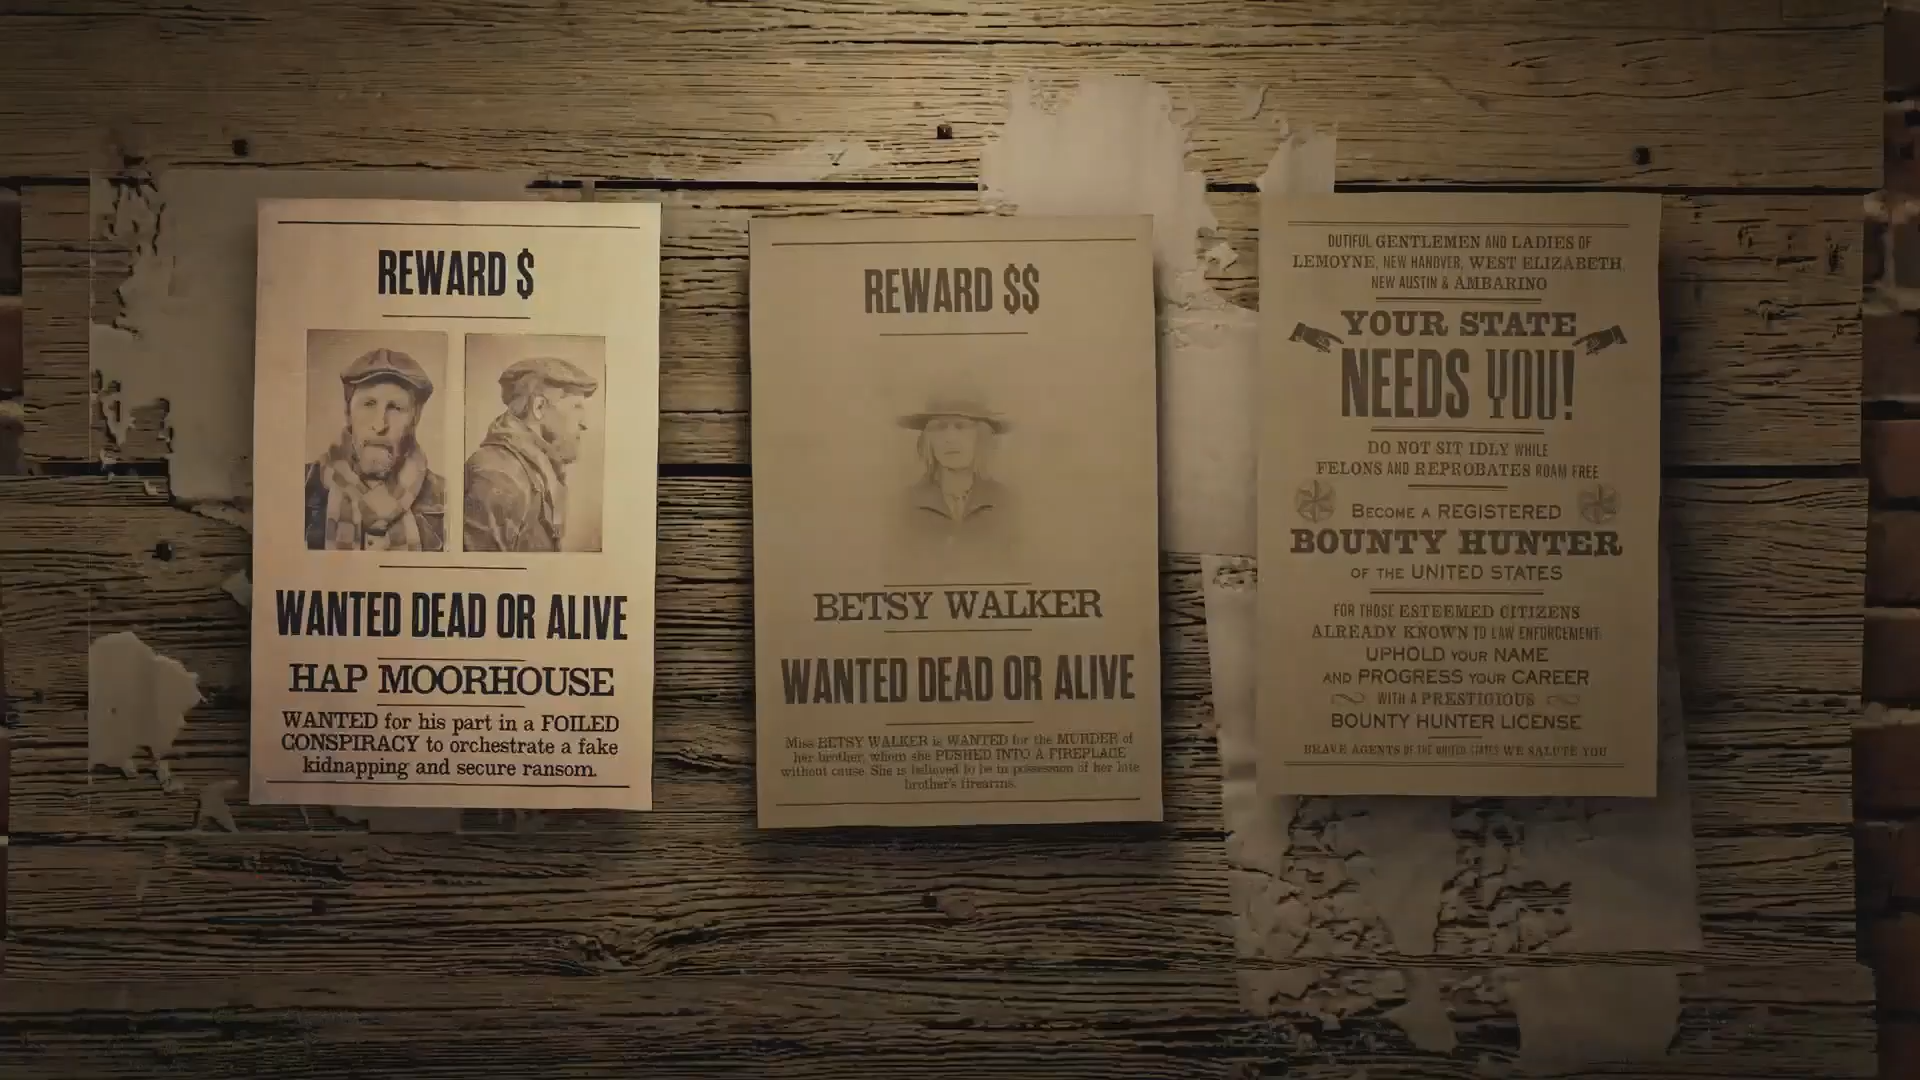 REWARD $
WANTED DEAD OR ALIVE
HAP MOORHOUSE
WANTED for his part in a FOILED
CONSPIRACY to orchestrate a fake
kidnapping and secure ransom.
REWARD $$
BETSY WALKER
WANTED DEAD OR ALIVE
Miss BETSY WALKER is WANTED for the MURDER of
her brother, whom she PUSHED INTO A FIREPLACE
without cause. She is believed to be in possession of her late
brother's firearms.
DUTIFUL GENTLEMEN AND LADIES OF
LEMOYNE, NEW HANOVER, WEST ELIZABETH,
NEW AUSTIN & AMBARINO
YOUR STATE
NEEDS YOU!
DO NOT SIT IDLY WHILE
FELONS AND REPROBATES ROAM FREE
BECOME A REGISTERED
BOUNTY HUNTER
OF THE UNITED STATES
FOR THOSE ESTEEMED CITIZENS
ALREADY KNOWN TO LAW ENFORCEMENT
UPHOLD YOUR NAME
AND PROGRESS YOUR CAREER
WITH A PRESTIGIOUS
BOUNTY HUNTER LICENSE
BRAVE AGENTS OF THE UNITED STATES WE SALUTE YOU